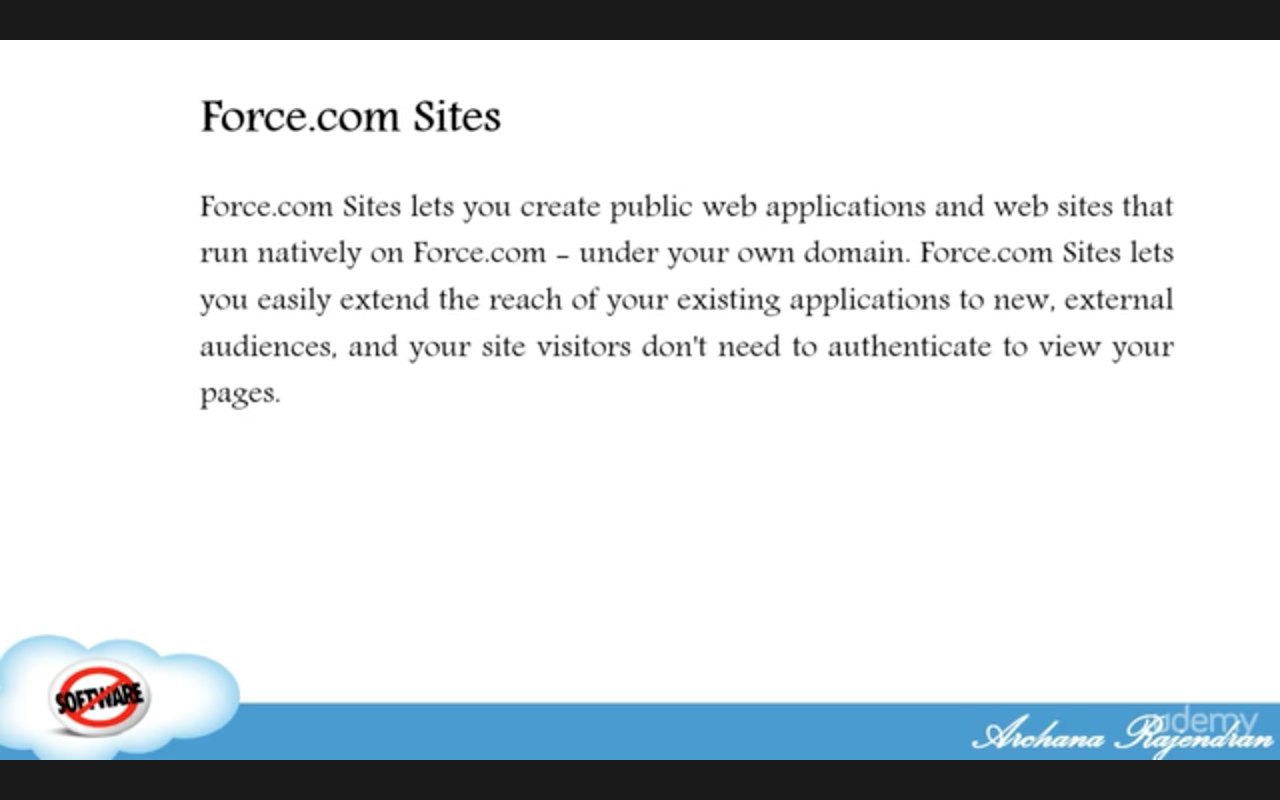 Force.com Sites
Force.com Sites lets you create public web applications and web sites that
run natively on Force.com – under your own domain. Force.com Sites lets
you easily extend the reach of your existing applications to new, external
audiences, and your site visitors don't need to authenticate to view your
pages.
SOFTWARE
udemy
Archana Rajendran